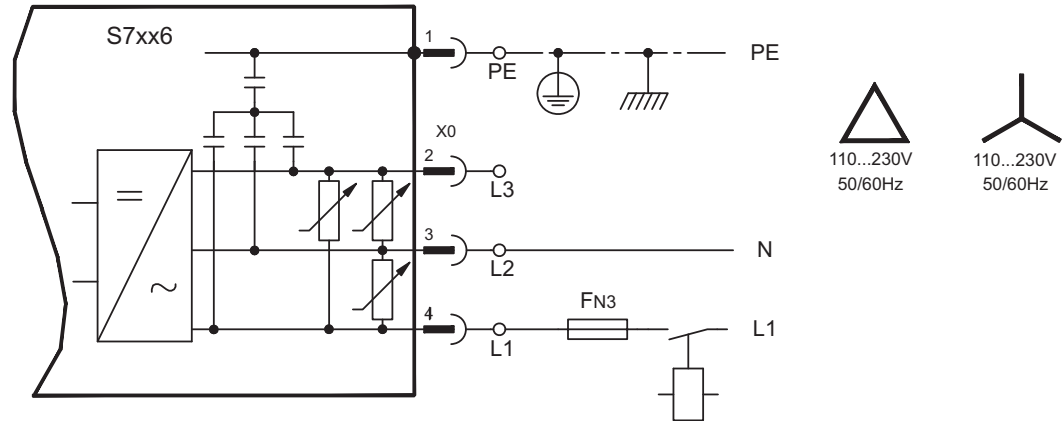 S7xx6
1
PE
PE
X0
2
L3
3
L2
N
4
L1
FN3
L1
110...230V
50/60Hz
110...230V
50/60Hz